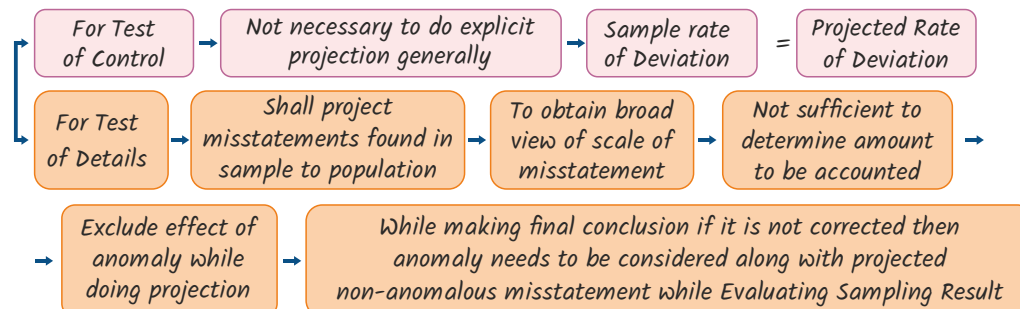 For Test
of Control
Not necessary to do explicit
projection generally
Sample rate
of Deviation
=
Projected Rate
of Deviation
For Test
of Details
Shall project
misstatements found in
sample to population
To obtain broad
view of scale of
misstatement
Not sufficient to
determine amount
to be accounted
Exclude effect of
anomaly while
doing projection
While making final conclusion if it is not corrected then
anomaly needs to be considered along with projected
non-anomalous misstatement while Evaluating Sampling Result